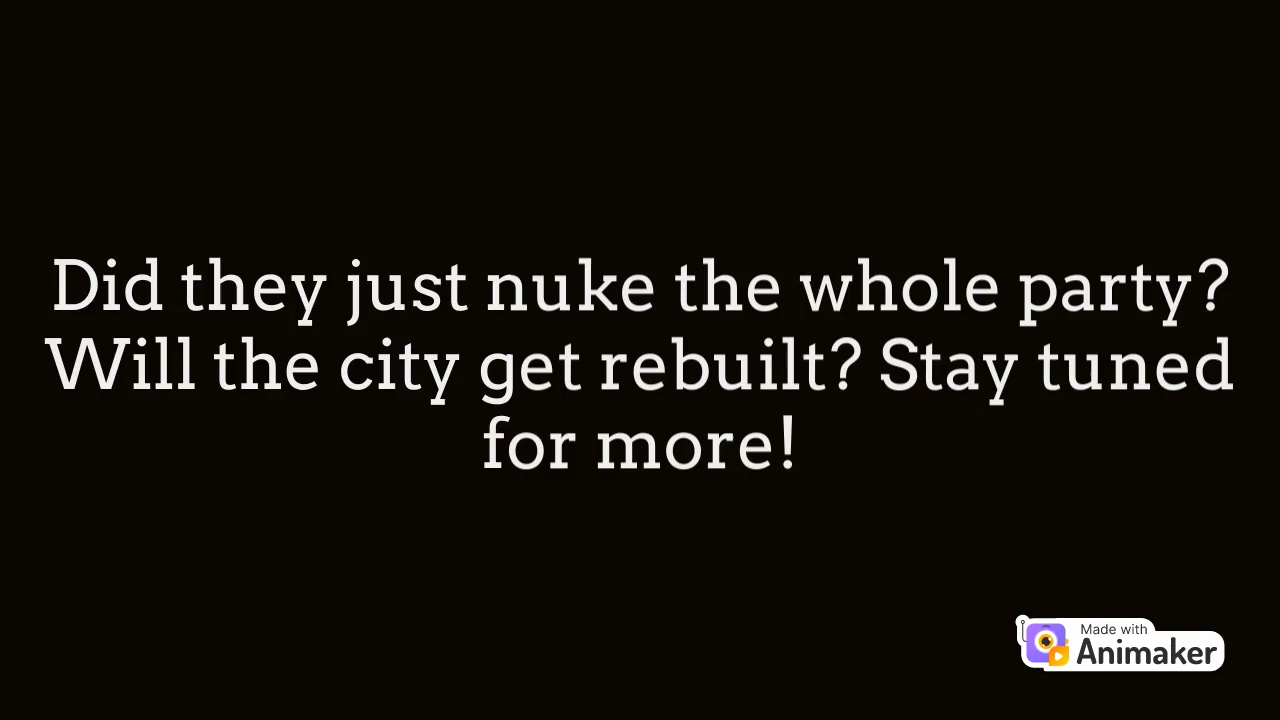 Did they just nuke the whole party?
Will the city get rebuilt? Stay tuned
for more!
Made with
Animaker